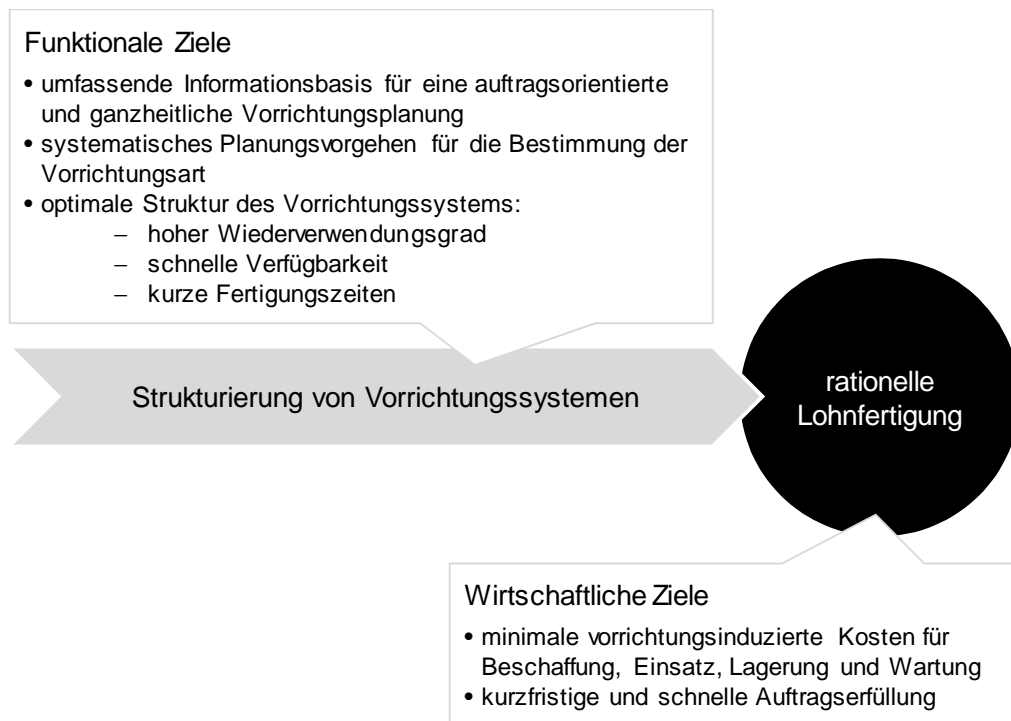 Funktionale Ziele
• umfassende Informationsbasis für eine auftragsorientierte
und ganzheitliche Vorrichtungsplanung
• systematisches Planungsvorgehen für die Bestimmung der
Vorrichtungsart
• optimale Struktur des Vorrichtungssystems:
– hoher Wiederverwendungsgrad
– schnelle Verfügbarkeit
– kurze Fertigungszeiten
Strukturierung von Vorrichtungssystemen
rationelle
Lohnfertigung
Wirtschaftliche Ziele
• minimale vorrichtungsinduzierte Kosten für
Beschaffung, Einsatz, Lagerung und Wartung
• kurzfristige und schnelle Auftragserfüllung